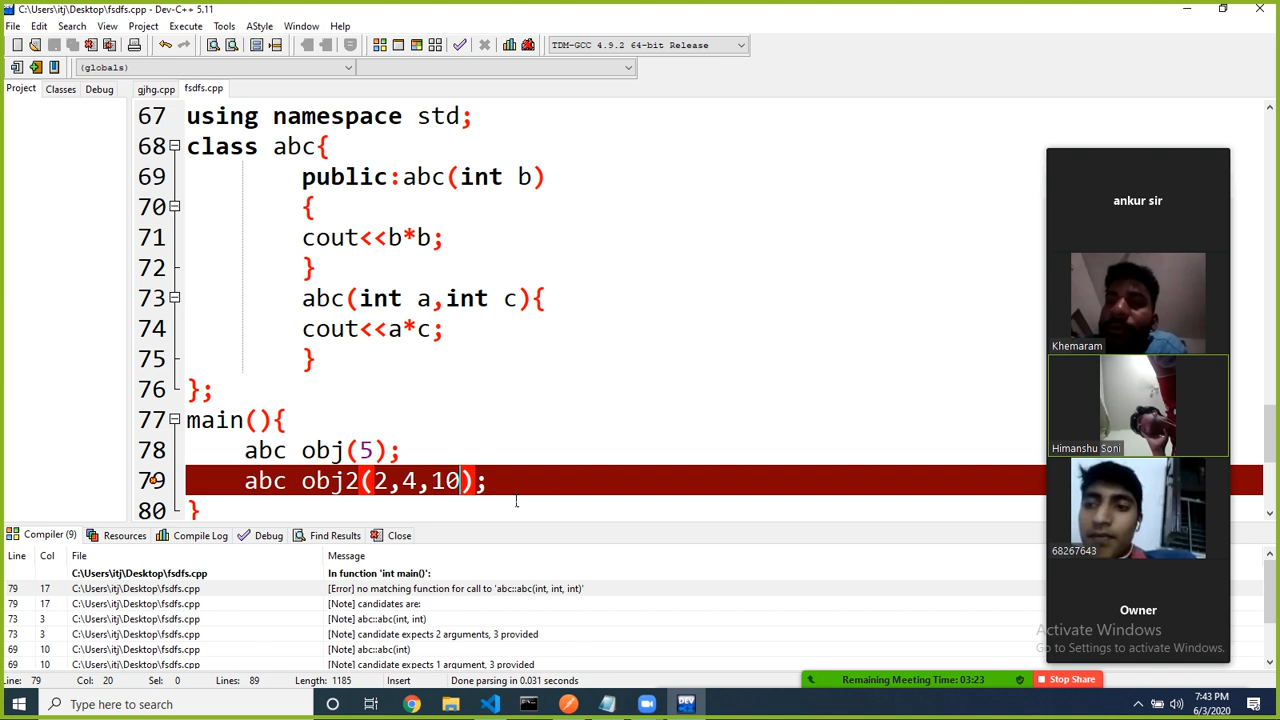 C:\Users\itj\Desktop\fsdfs.cpp - Dev-C++ 5.11
File Edit Search View Project Execute Tools AStyle Window Help
TDM-GCC 4.9.2 64-bit Release
(globals)
Project Classes Debug gjhg.cpp fsdfs.cpp
67 using namespace std;
68 class abc{
69 public:abc(int b)
70 {
71 cout<<b*b;
72 }
73 abc(int a,int c){
74 cout<<a*c;
75 }
76 };
77 main(){
78 abc obj(5);
79 abc obj2(2,4,10);
80 }
ankur sir
Khemaram
Himanshu Soni
68267643
Owner
Compiler (9) Resources Compile Log Debug Find Results Close
Line Col File Message
C:\Users\itj\Desktop\fsdfs.cpp In function 'int main()':
79 17 C:\Users\itj\Desktop\fsdfs.cpp [Error] no matching function for call to 'abc::abc(int, int, int)'
79 17 C:\Users\itj\Desktop\fsdfs.cpp [Note] candidates are:
73 3 C:\Users\itj\Desktop\fsdfs.cpp [Note] abc::abc(int, int)
73 3 C:\Users\itj\Desktop\fsdfs.cpp [Note] candidate expects 2 arguments, 3 provided
69 10 C:\Users\itj\Desktop\fsdfs.cpp [Note] abc::abc(int)
69 10 C:\Users\itj\Desktop\fsdfs.cpp [Note] candidate expects 1 argument, 3 provided
Activate Windows
Go to Settings to activate Windows.
Line: 79 Col: 20 Sel: 0 Lines: 89 Length: 1185 Insert Done parsing in 0.031 seconds
Remaining Meeting Time: 03:23 Stop Share
Type here to search
DEV
7:43 PM
6/3/2020